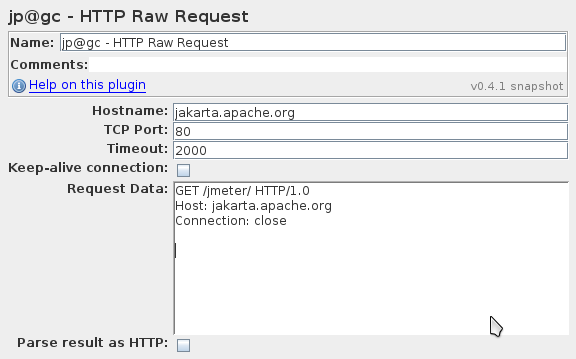 jp@gc - HTTP Raw Request
Name: jp@gc - HTTP Raw Request
Comments:
Help on this plugin v0.4.1 snapshot
Hostname: jakarta.apache.org
TCP Port: 80
Timeout: 2000
Keep-alive connection:
Request Data: GET /jmeter/ HTTP/1.0
Host: jakarta.apache.org
Connection: close
Parse result as HTTP: